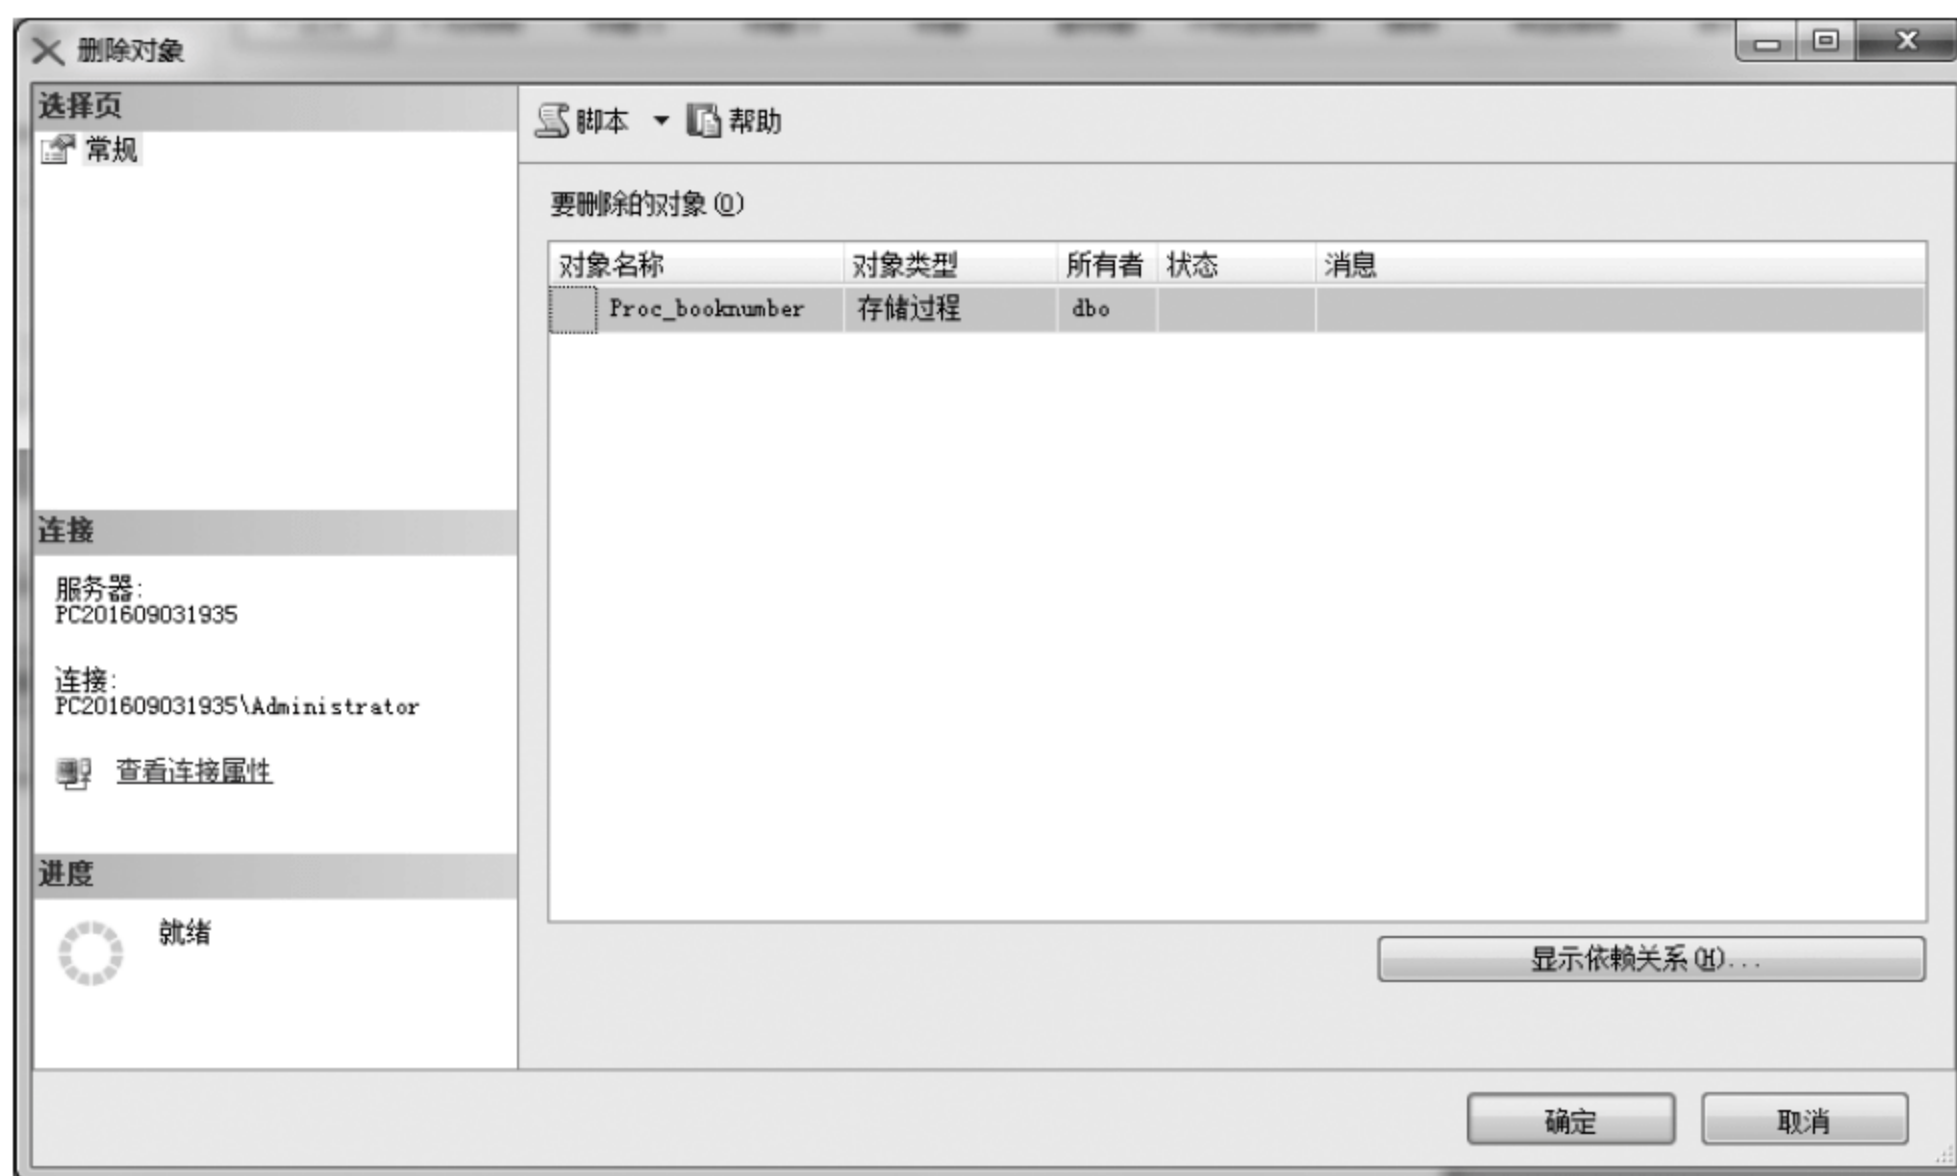 删除对象
选择页
常规
脚本 帮助
要删除的对象(O)
对象名称 对象类型 所有者 状态 消息
Proc_booknumber 存储过程 dbo
连接
服务器:
PC201609031935
连接:
PC201609031935\Administrator
查看连接属性
进度
就绪
显示依赖关系(H)...
确定 取消